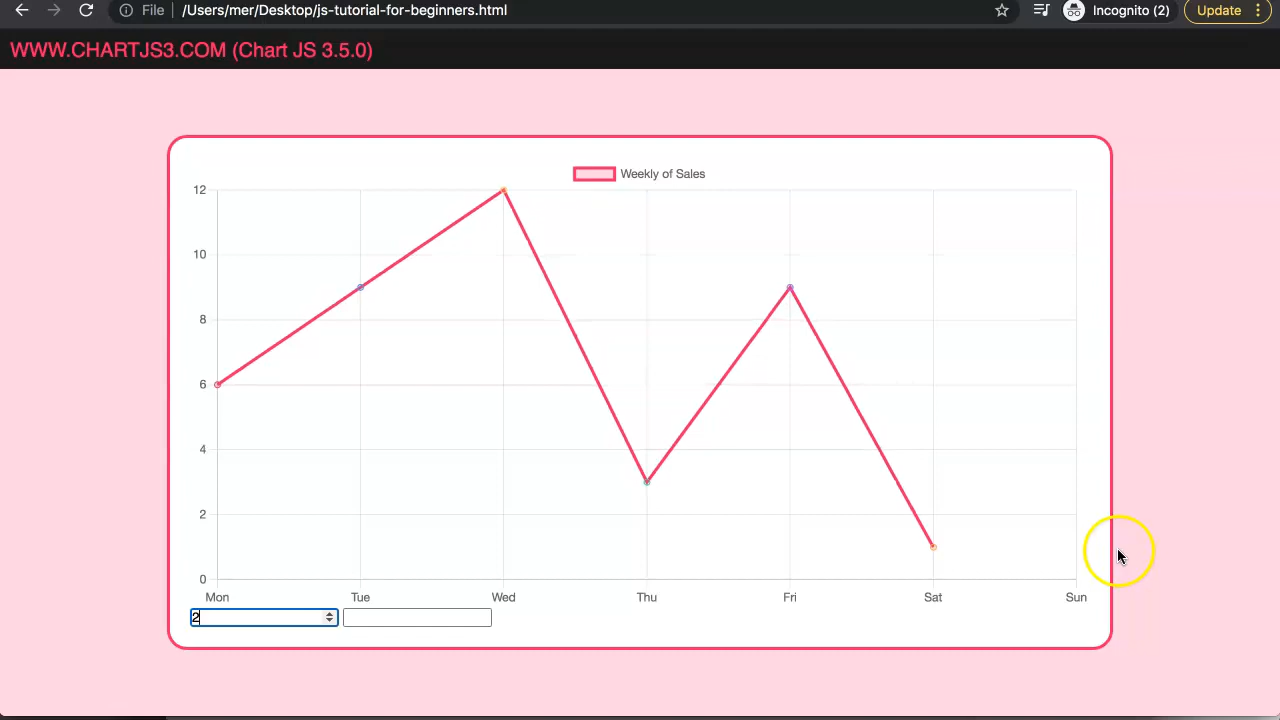 File /Users/mer/Desktop/js-tutorial-for-beginners.html Incognito (2) Update
WWW.CHARTJS3.COM (Chart JS 3.5.0)
Weekly of Sales
12
10
8
6
4
2
0
Mon Tue Wed Thu Fri Sat Sun
2